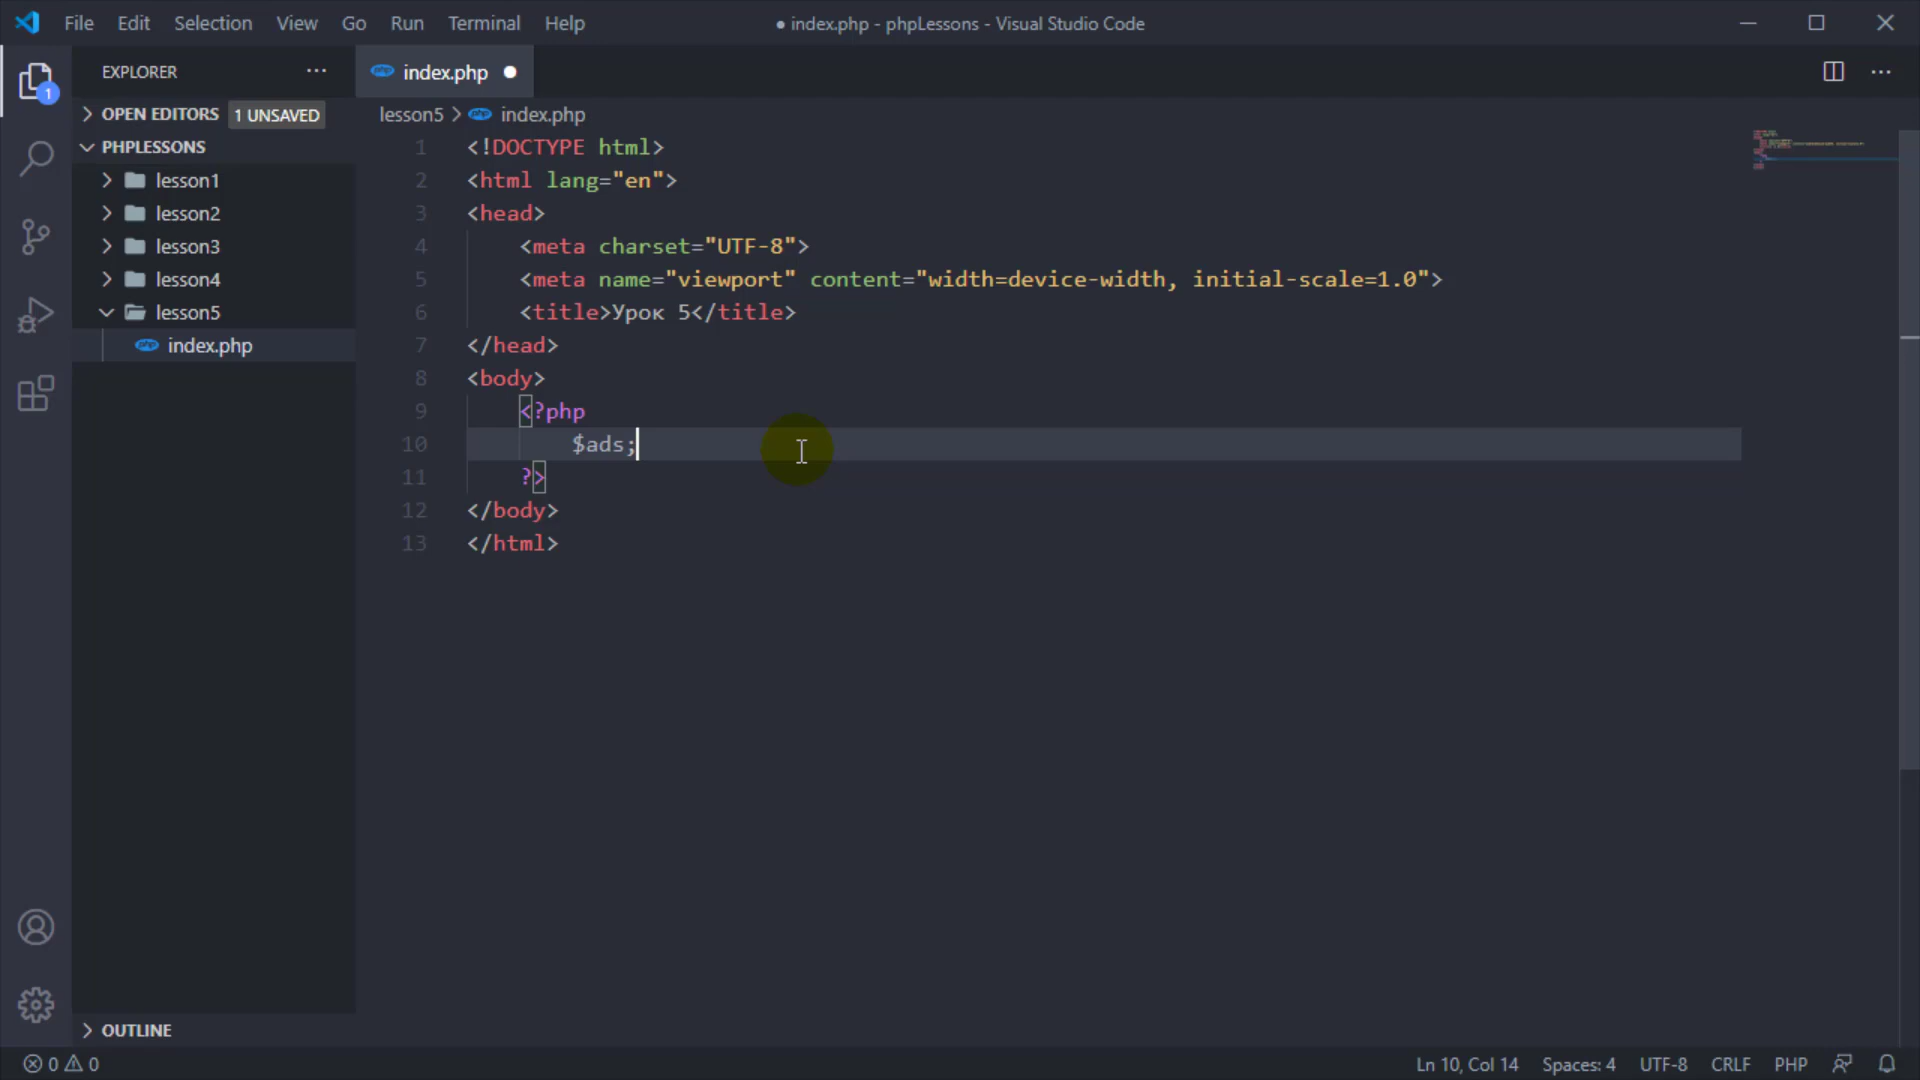 File Edit Selection View Go Run Terminal Help
● index.php - phpLessons - Visual Studio Code
EXPLORER
index.php
1
OPEN EDITORS 1 UNSAVED
PHPLESSONS
lesson1
lesson2
lesson3
lesson4
lesson5
index.php
OUTLINE
lesson5 > index.php
1 <!DOCTYPE html>
2 <html lang="en">
3 <head>
4 <meta charset="UTF-8">
5 <meta name="viewport" content="width=device-width, initial-scale=1.0">
6 <title>Урок 5</title>
7 </head>
8 <body>
9 <?php
10 $ads;
11 ?>
12 </body>
13 </html>
0 0
Ln 10, Col 14 Spaces: 4 UTF-8 CRLF PHP